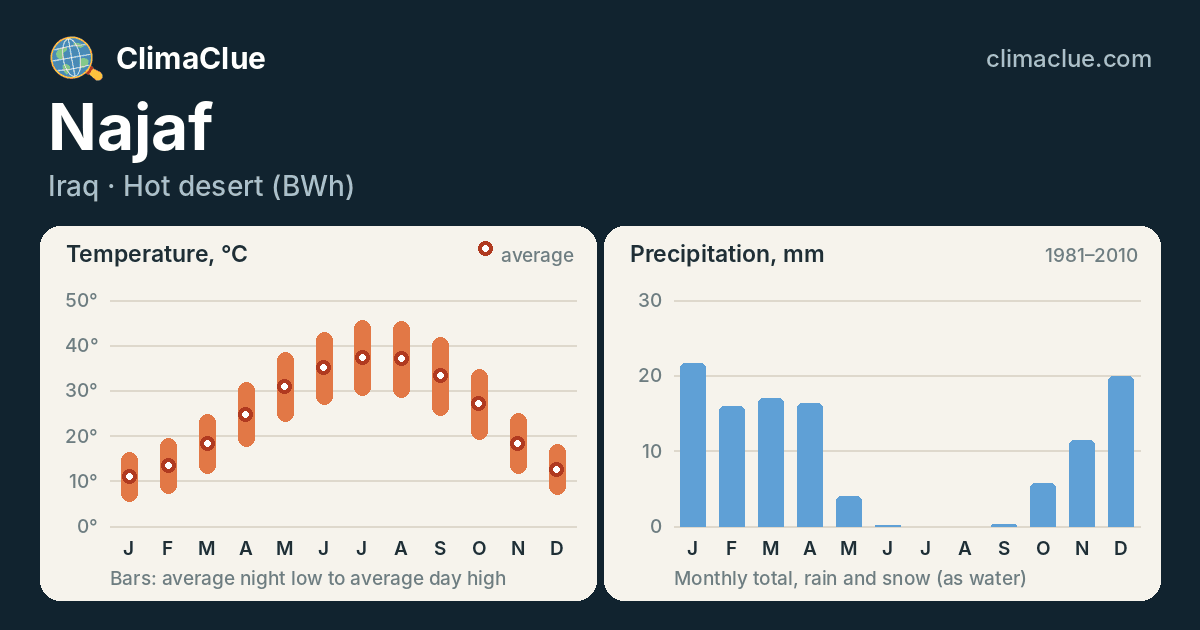 ClimaClue
climaclue.com
Najaf
Iraq · Hot desert (BWh)
Temperature, °C
average
50°
40°
30°
20°
10°
0°
J F M A M J J A S O N D
Bars: average night low to average day high
Precipitation, mm
1981–2010
30
20
10
0
J F M A M J J A S O N D
Monthly total, rain and snow (as water)